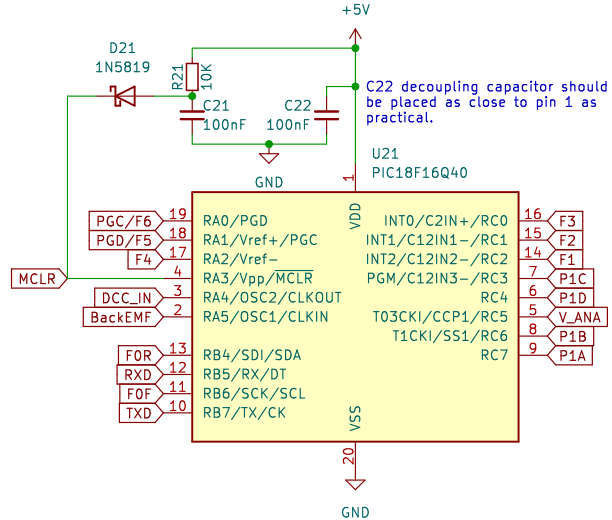 +5V
D21
1N5819
R21
10K
C21
100nF
C22
100nF
C22 decoupling capacitor should
be placed as close to pin 1 as
practical.
GND
U21
PIC18F16Q40
1
VDD
PGC/F6 19 RA0/PGD
PGD/F5 18 RA1/Vref+/PGC
F4 17 RA2/Vref-
MCLR 4 RA3/Vpp/MCLR
DCC_IN 3 RA4/OSC2/CLKOUT
BackEMF 2 RA5/OSC1/CLKIN
F0R 13 RB4/SDI/SDA
RXD 12 RB5/RX/DT
F0F 11 RB6/SCK/SCL
TXD 10 RB7/TX/CK
INT0/C2IN+/RC0 16 F3
INT1/C12IN1-/RC1 15 F2
INT2/C12IN2-/RC2 14 F1
PGM/C12IN3-/RC3 7 P1C
RC4 6 P1D
T03CKI/CCP1/RC5 5 V_ANA
T1CKI/SS1/RC6 8 P1B
RC7 9 P1A
VSS
20
GND